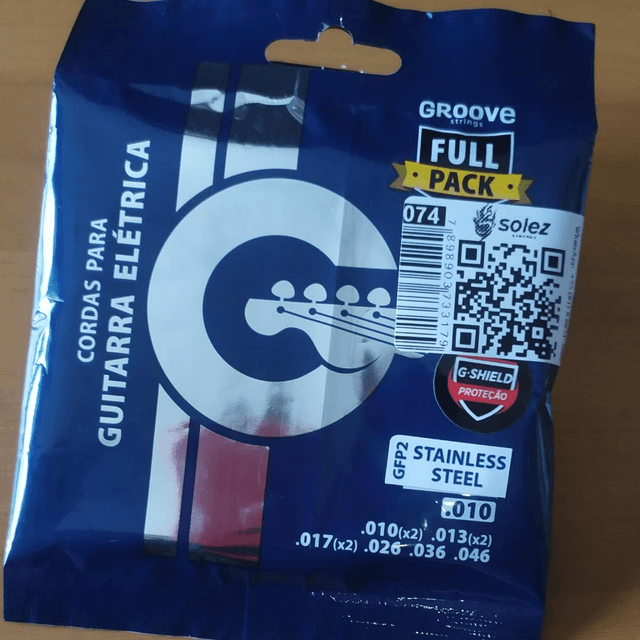 GROOVE
strings
FULL
PACK
CORDAS PARA
GUITARRA ELÉTRICA
074
solez
7898903733179
G-SHIELD
PROTEÇÃO
GFP2
STAINLESS
STEEL
.010
.010(x2) .013(x2)
.017(x2) .026 .036 .046